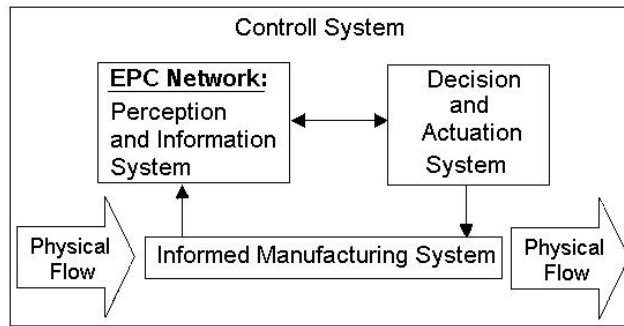 Controll System
EPC Network:
Perception
and Information
System
Decision
and
Actuation
System
Physical
Flow
Informed Manufacturing System
Physical
Flow